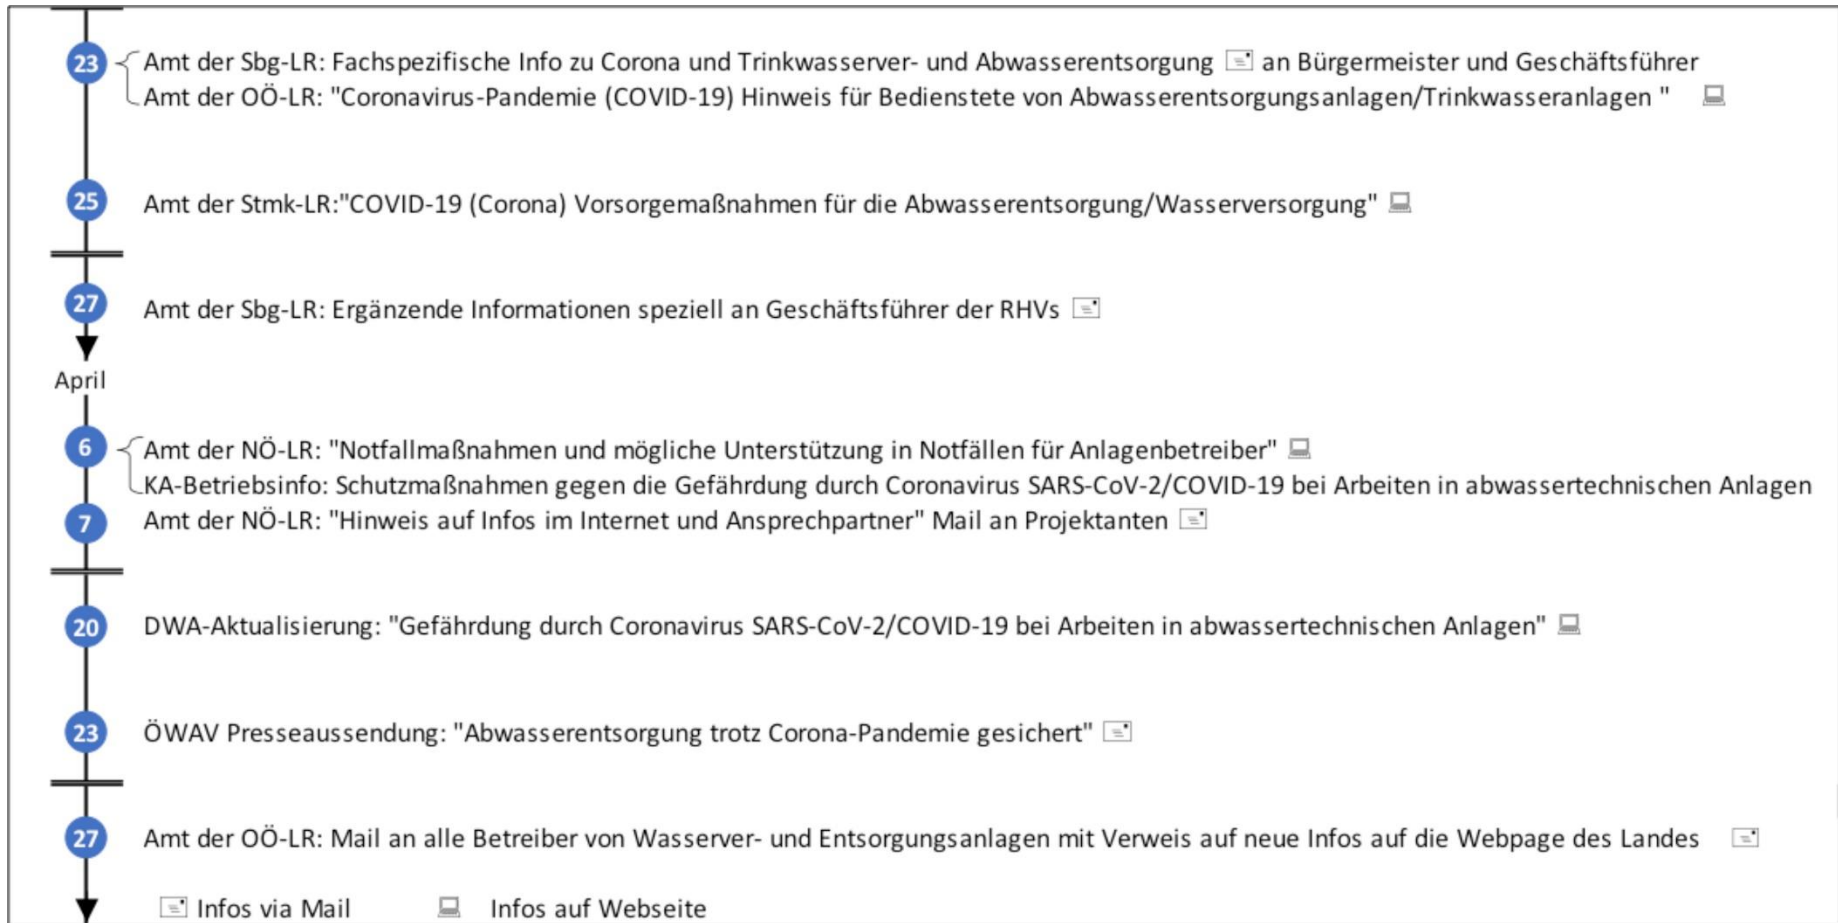 23
Amt der Sbg-LR: Fachspezifische Info zu Corona und Trinkwasserver- und Abwasserentsorgung an Bürgermeister und Geschäftsführer
Amt der OÖ-LR: "Coronavirus-Pandemie (COVID-19) Hinweis für Bedienstete von Abwasserentsorgungsanlagen/Trinkwasseranlagen "
25
Amt der Stmk-LR:"COVID-19 (Corona) Vorsorgemaßnahmen für die Abwasserentsorgung/Wasserversorgung"
27
Amt der Sbg-LR: Ergänzende Informationen speziell an Geschäftsführer der RHVs
April
6
Amt der NÖ-LR: "Notfallmaßnahmen und mögliche Unterstützung in Notfällen für Anlagenbetreiber"
KA-Betriebsinfo: Schutzmaßnahmen gegen die Gefährdung durch Coronavirus SARS-CoV-2/COVID-19 bei Arbeiten in abwassertechnischen Anlagen
7
Amt der NÖ-LR: "Hinweis auf Infos im Internet und Ansprechpartner" Mail an Projektanten
20
DWA-Aktualisierung: "Gefährdung durch Coronavirus SARS-CoV-2/COVID-19 bei Arbeiten in abwassertechnischen Anlagen"
23
ÖWAV Presseaussendung: "Abwasserentsorgung trotz Corona-Pandemie gesichert"
27
Amt der OÖ-LR: Mail an alle Betreiber von Wasserver- und Entsorgungsanlagen mit Verweis auf neue Infos auf die Webpage des Landes
Infos via Mail
Infos auf Webseite